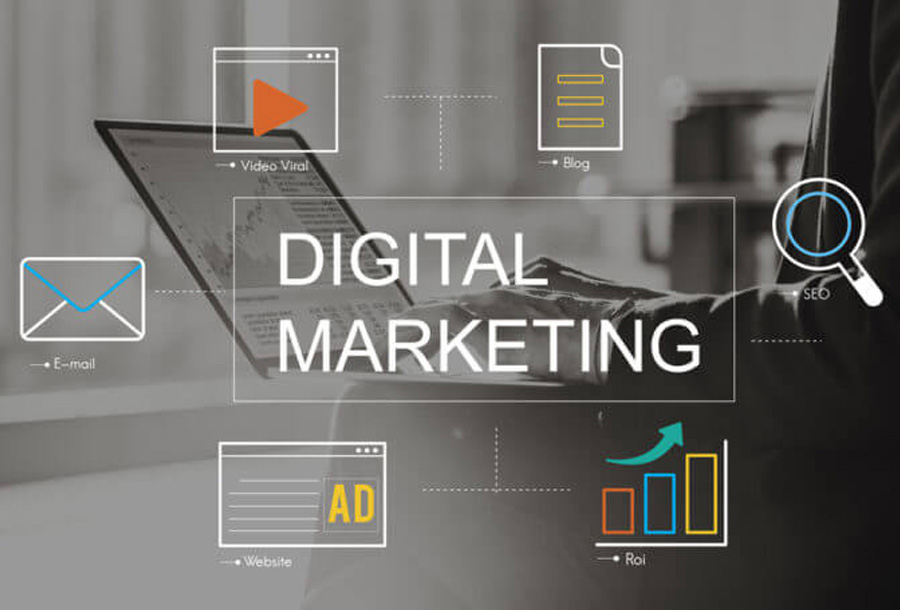 Video Viral
Blog
DIGITAL
MARKETING
SEO
E-mail
AD
Website
Roi